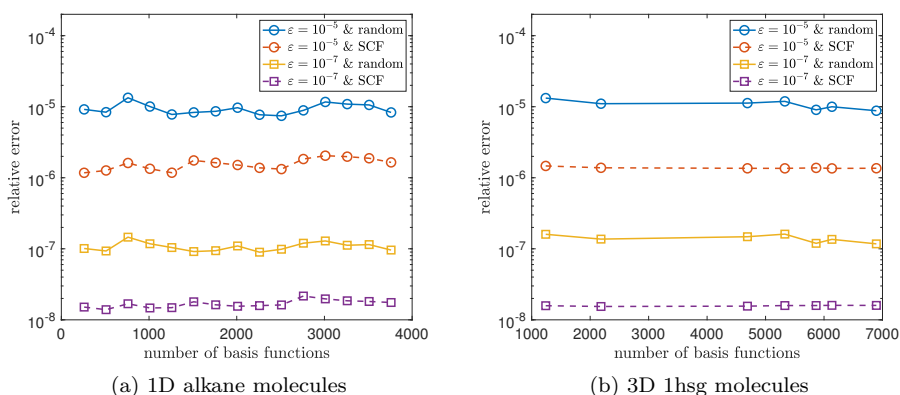 10^-4
10^-5
10^-6
10^-7
10^-8
relative error
ε = 10^-5 & random
ε = 10^-5 & SCF
ε = 10^-7 & random
ε = 10^-7 & SCF
0 1000 2000 3000 4000
number of basis functions
(a) 1D alkane molecules
10^-4
10^-5
10^-6
10^-7
10^-8
relative error
ε = 10^-5 & random
ε = 10^-5 & SCF
ε = 10^-7 & random
ε = 10^-7 & SCF
1000 2000 3000 4000 5000 6000 7000
number of basis functions
(b) 3D 1hsg molecules